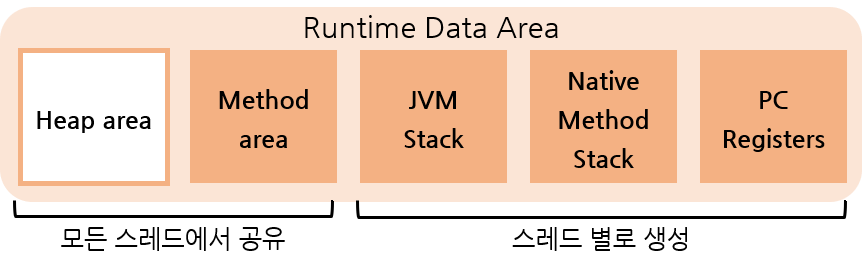 Runtime Data Area
Heap area
Method
area
JVM
Stack
Native
Method
Stack
PC
Registers
모든 스레드에서 공유
스레드 별로 생성